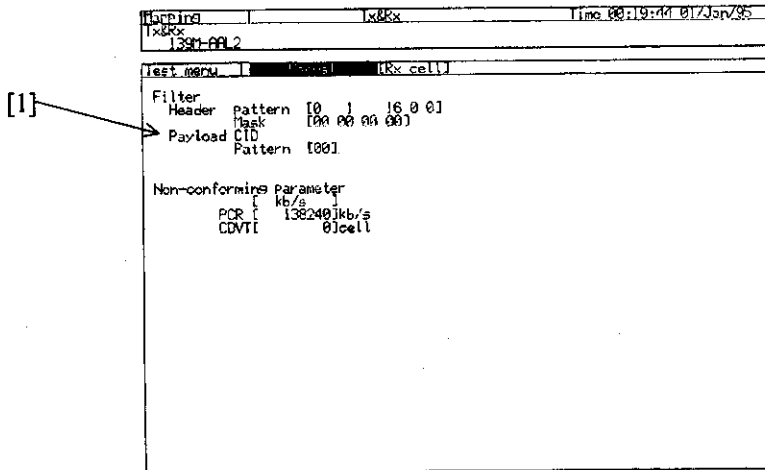 Mapping Tx&Rx Time 00:19:44 01/Jan/95
Tx&Rx
139M-AAL2
Test menu [Rx cell]
Filter
Header Pattern [0 1 16 0 0]
Mask [00 00 00 00]
[1]
Payload CID
Pattern [00]
Non-conforming Parameter
[ kb/s ]
PCR [ 138240]kb/s
CDVT[ 0]cell